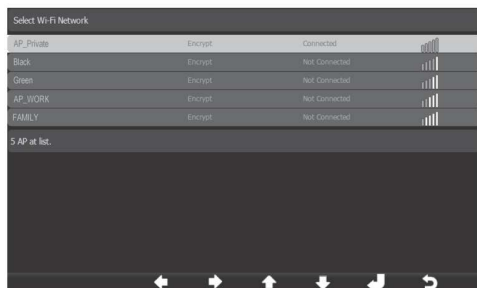 Select Wi-Fi Network
AP_Private Encrypt Connected
Black Encrypt Not Connected
Green Encrypt Not Connected
AP_WORK Encrypt Not Connected
FAMILY Encrypt Not Connected
5 AP at list.